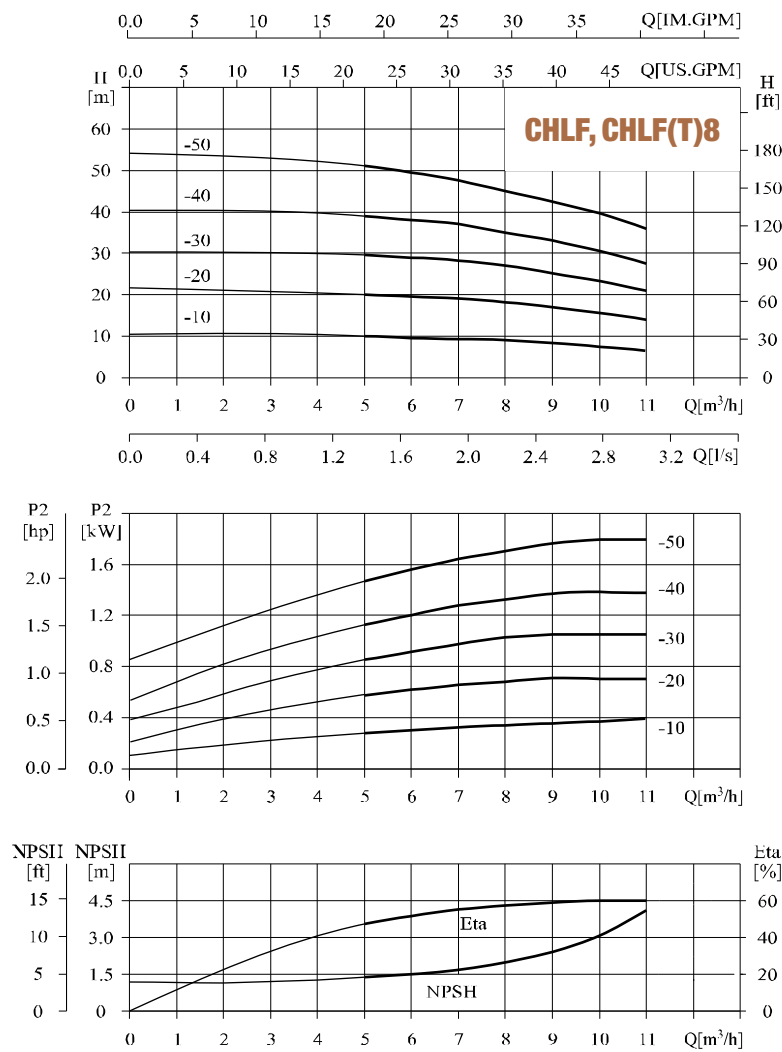 0.0 5 10 15 20 25 30 35 Q[IM.GPM]
0.0 5 10 15 20 25 30 35 40 45 Q[US.GPM]
H
[m]
H
[ft]
CHLF, CHLF(T)8
60
50
40
30
20
10
0
180
150
120
90
60
30
0
-50
-40
-30
-20
-10
0 1 2 3 4 5 6 7 8 9 10 11 Q[m³/h]
0.0 0.4 0.8 1.2 1.6 2.0 2.4 2.8 3.2 Q[l/s]
P2
[hp]
P2
[kW]
2.0
1.5
1.0
0.5
0.0
2
1.6
1.2
0.8
0.4
0.0
-50
-40
-30
-20
-10
0 1 2 3 4 5 6 7 8 9 10 11 Q[m³/h]
NPSH
[ft]
NPSH
[m]
Eta
[%]
15
10
5
0
4.5
3.0
1.5
0
60
40
20
0
Eta
NPSH
0 1 2 3 4 5 6 7 8 9 10 11 Q[m³/h]